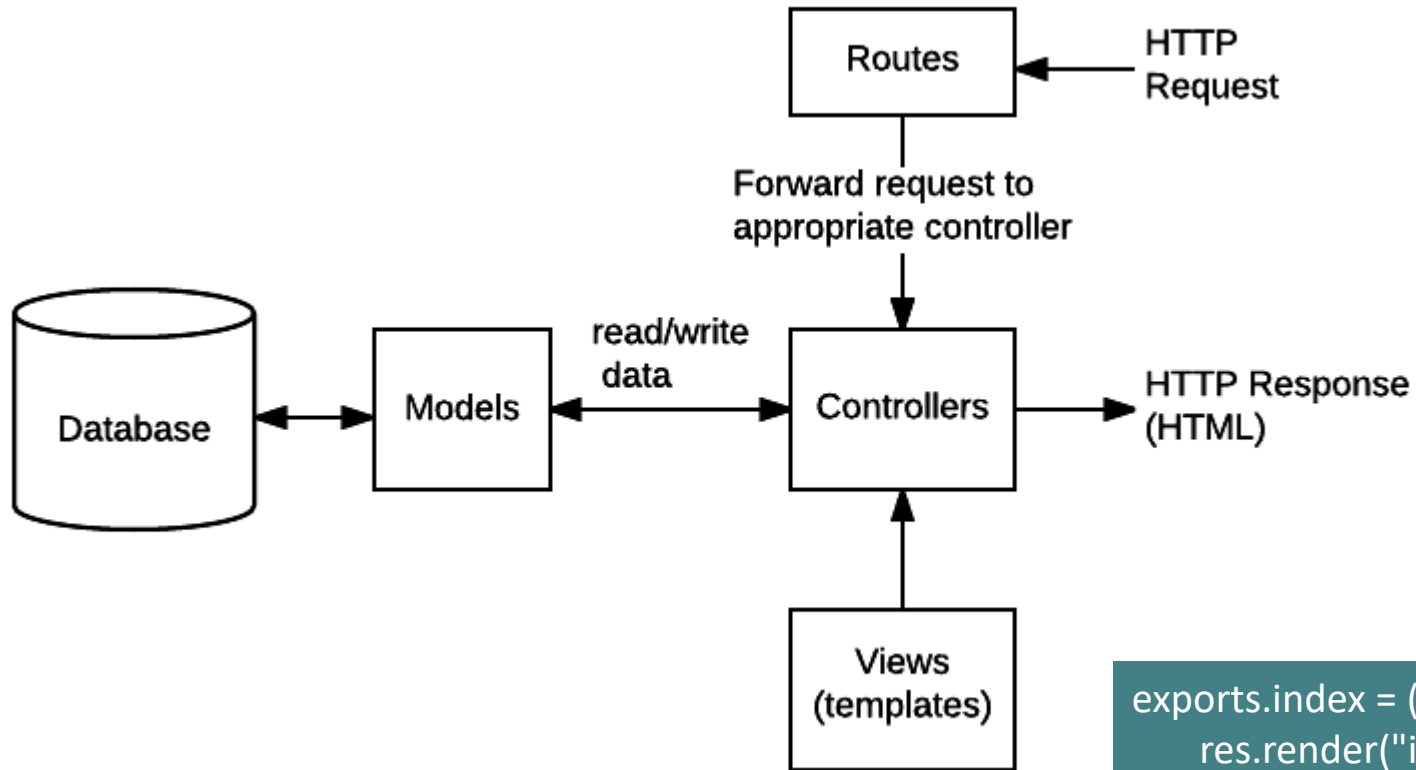 Routes
HTTP
Request
Forward request to
appropriate controller
Database
Models
read/write
data
Controllers
HTTP Response
(HTML)
Views
(templates)
exports.index = (
res.render("i